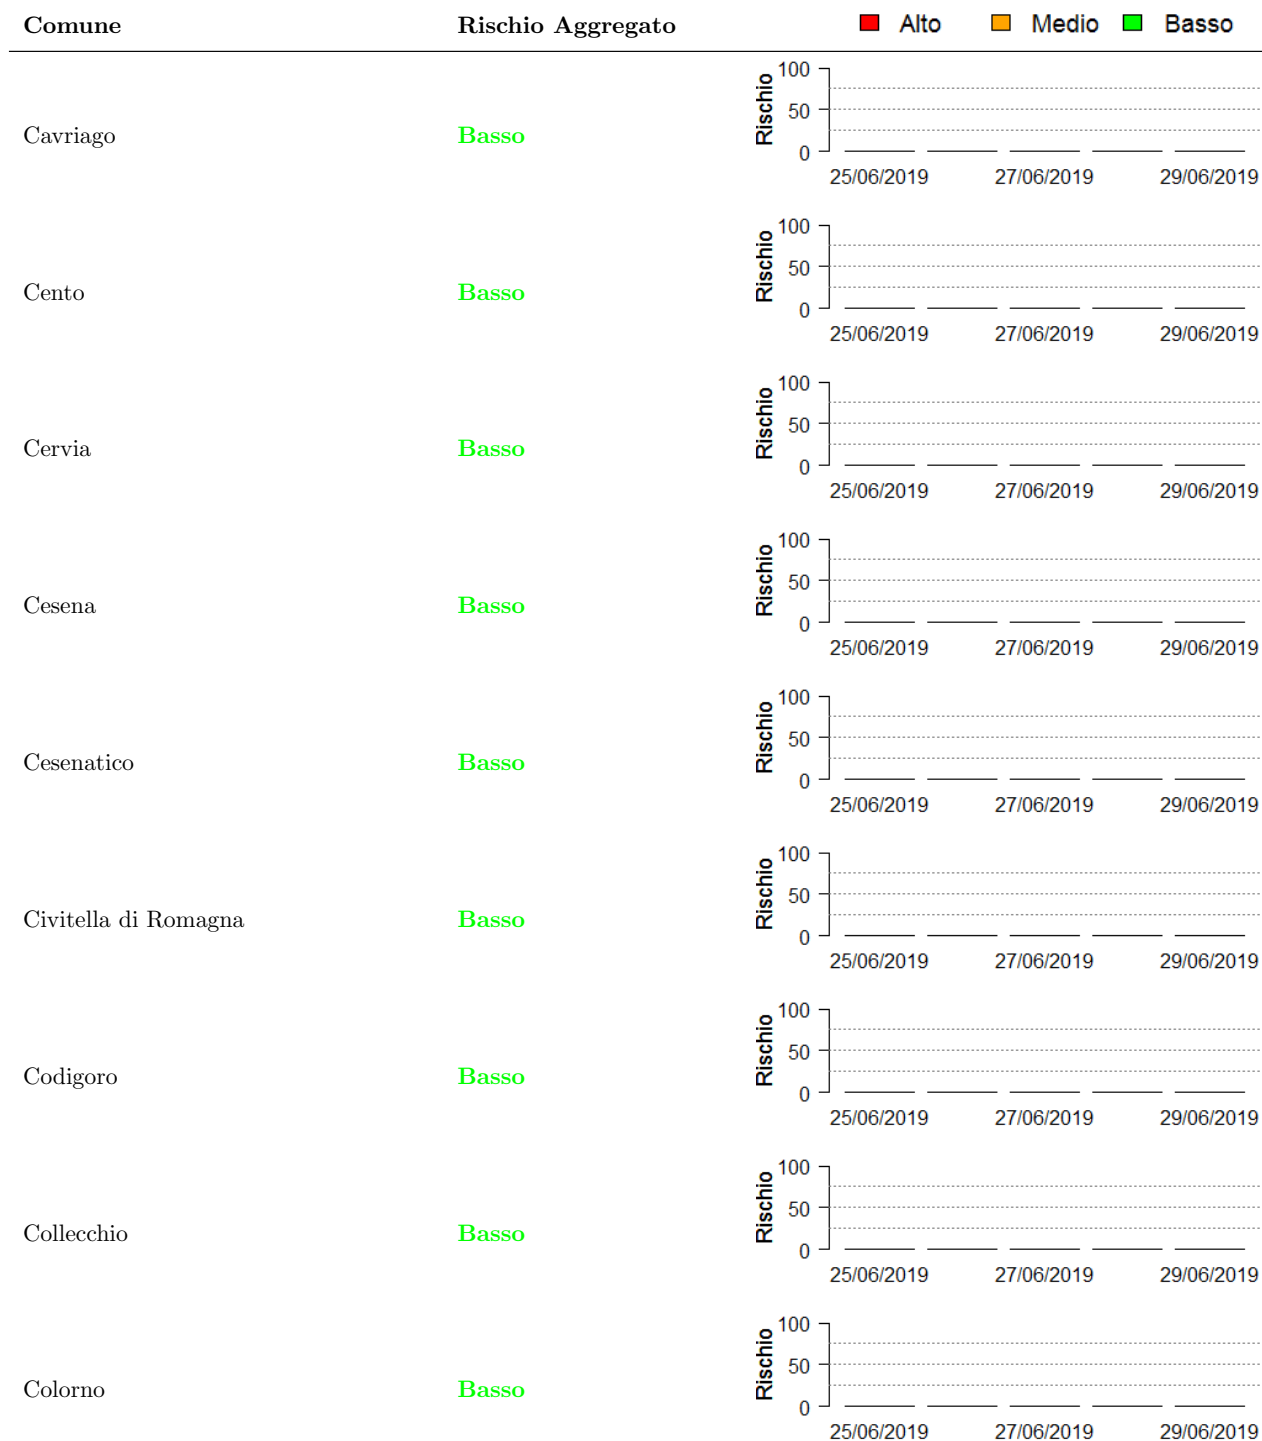 Comune Rischio Aggregato Alto Medio Basso
100
50
0
Rischio
Cavriago Basso
25/06/2019 27/06/2019 29/06/2019
100
50
0
Rischio
Cento Basso
25/06/2019 27/06/2019 29/06/2019
100
50
0
Rischio
Cervia Basso
25/06/2019 27/06/2019 29/06/2019
100
50
0
Rischio
Cesena Basso
25/06/2019 27/06/2019 29/06/2019
100
50
0
Rischio
Cesenatico Basso
25/06/2019 27/06/2019 29/06/2019
100
50
0
Rischio
Civitella di Romagna Basso
25/06/2019 27/06/2019 29/06/2019
100
50
0
Rischio
Codigoro Basso
25/06/2019 27/06/2019 29/06/2019
100
50
0
Rischio
Collecchio Basso
25/06/2019 27/06/2019 29/06/2019
100
50
0
Rischio
Colorno Basso
25/06/2019 27/06/2019 29/06/2019